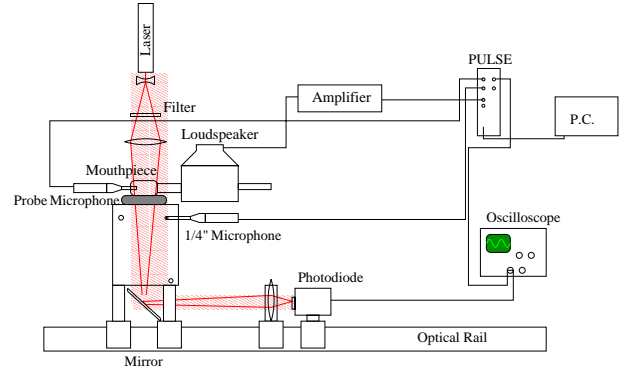 Laser
PULSE
Amplifier
Filter
P.C.
Loudspeaker
Mouthpiece
Probe Microphone
Oscilloscope
1/4" Microphone
Photodiode
Optical Rail
Mirror